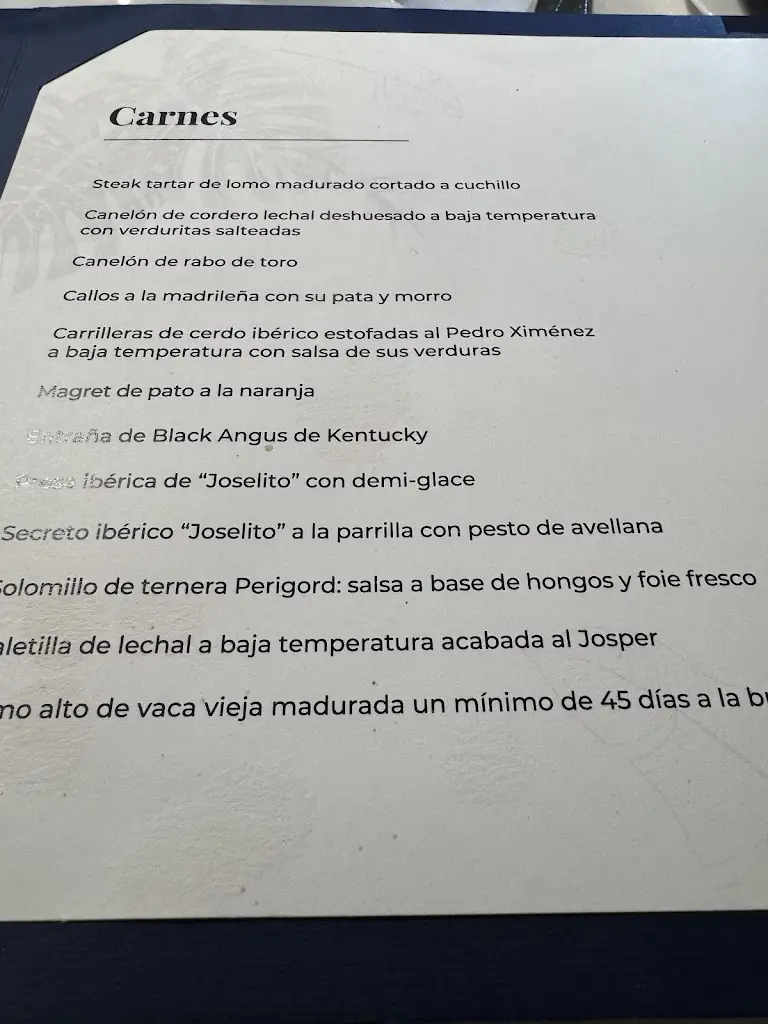 Carnes
Steak tartar de lomo madurado cortado a cuchillo
Canelón de cordero lechal deshuesado a baja temperatura
con verduritas salteadas
Canelón de rabo de toro
Callos a la madrileña con su pata y morro
Carrilleras de cerdo ibérico estofadas al Pedro Ximénez
a baja temperatura con salsa de sus verduras
Magret de pato a la naranja
Entraña de Black Angus de Kentucky
Presa ibérica de “Joselito” con demi-glace
Secreto ibérico “Joselito” a la parrilla con pesto de avellana
Solomillo de ternera Perigord: salsa a base de hongos y foie fresco
de lechal a baja temperatura acabada al Josper
alto de vaca vieja madurada un mínimo de 45 días a la